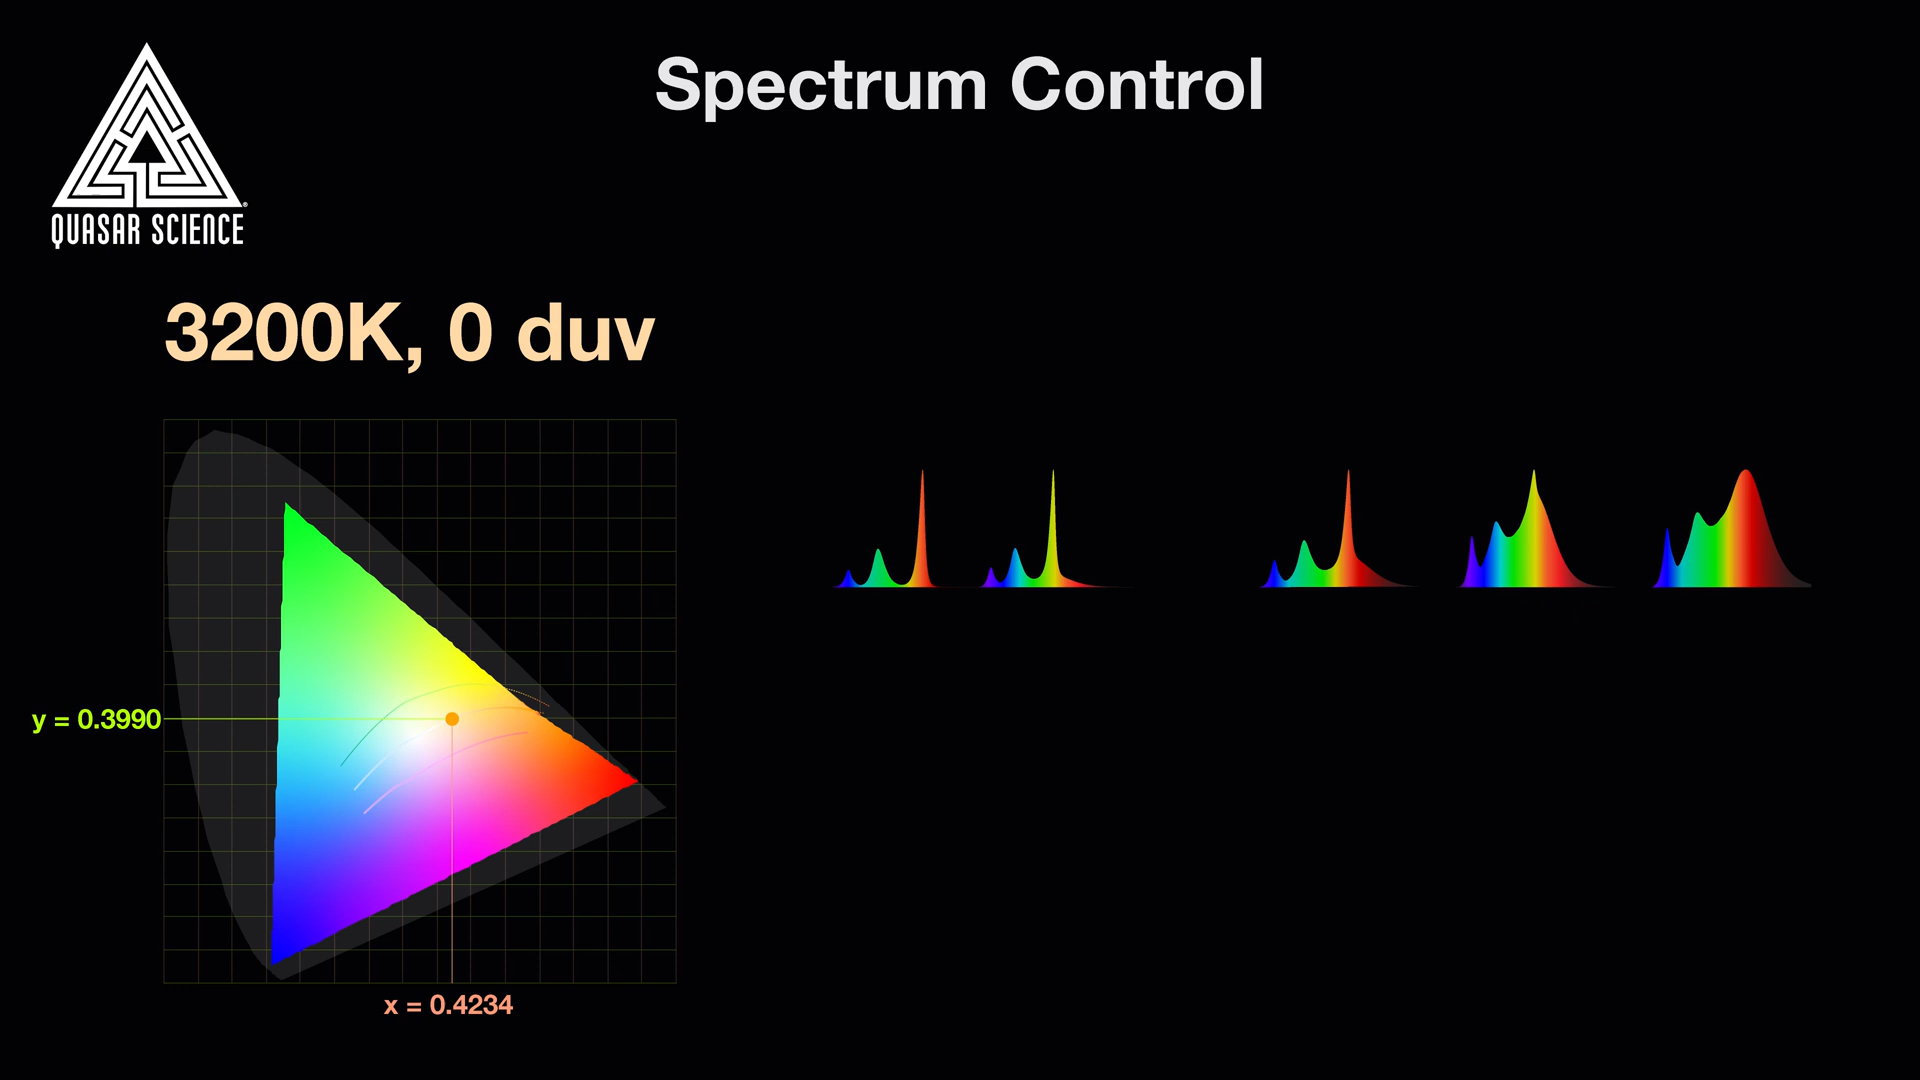 Spectrum Control
QUASAR SCIENCE®
3200K, 0 duv
y = 0.3990
x = 0.4234